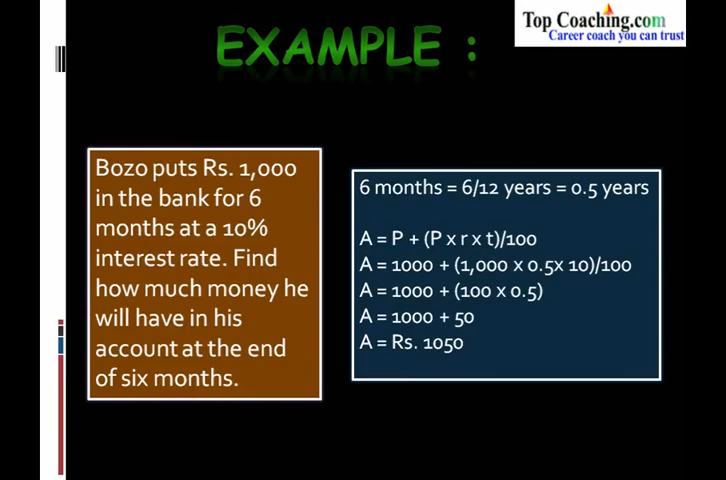 Top Coaching.com
Career coach you can trust
EXAMPLE :
Bozo puts Rs. 1,000
in the bank for 6
months at a 10%
interest rate. Find
how much money he
will have in his
account at the end
of six months.
6 months = 6/12 years = 0.5 years
A = P + (P x r x t)/100
A = 1000 + (1,000 x 0.5x 10)/100
A = 1000 + (100 x 0.5)
A = 1000 + 50
A = Rs. 1050